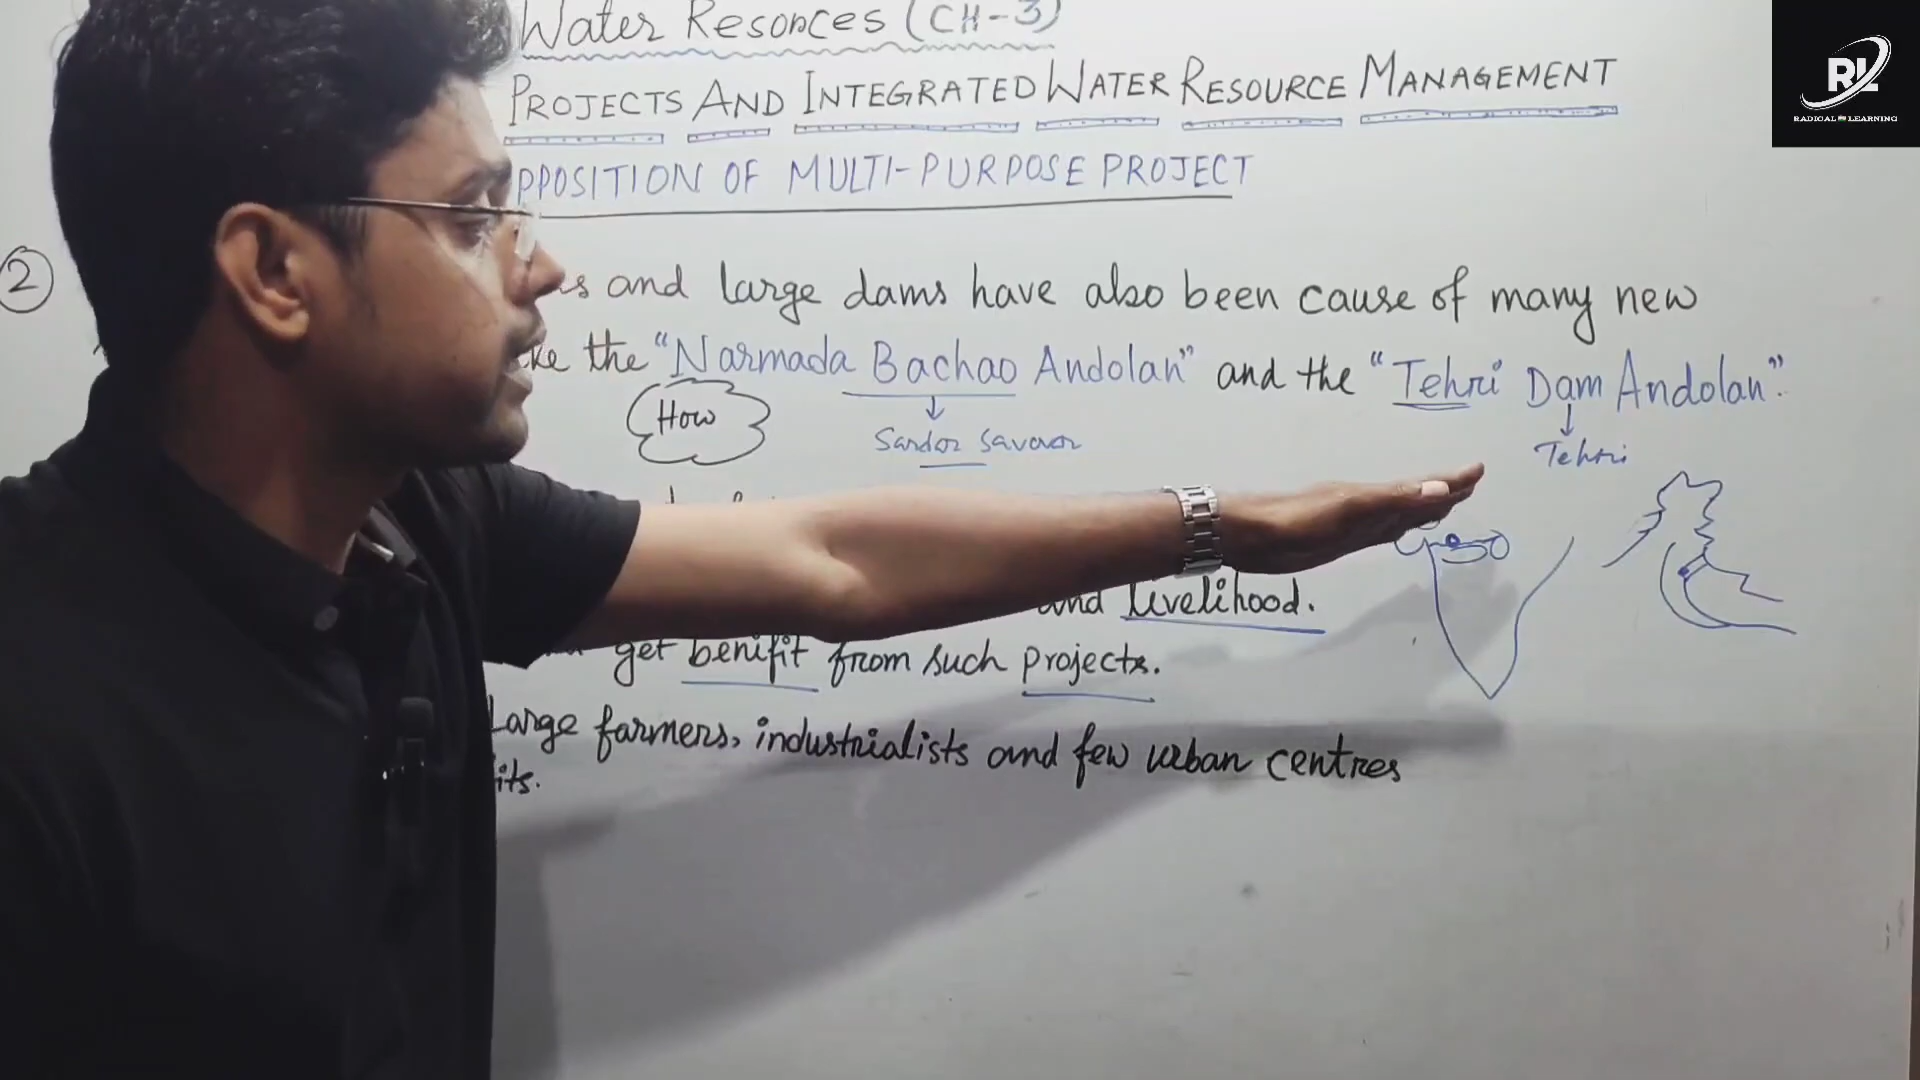 Water Resorces (CH-3)
PROJECTS AND INTEGRATED WATER RESOURCE MANAGEMENT
PPOSITION OF MULTI-PURPOSE PROJECT
2
and large dams have also been cause of many new
the "Narmada Bachao Andolan" and the "Tehri Dam Andolan".
How
Sardor Savovor
Tehri
and livelihood.
get benifit from such projects.
Large farmers, industrialists and few urban centres
its.
RL
RADICAL LEARNING